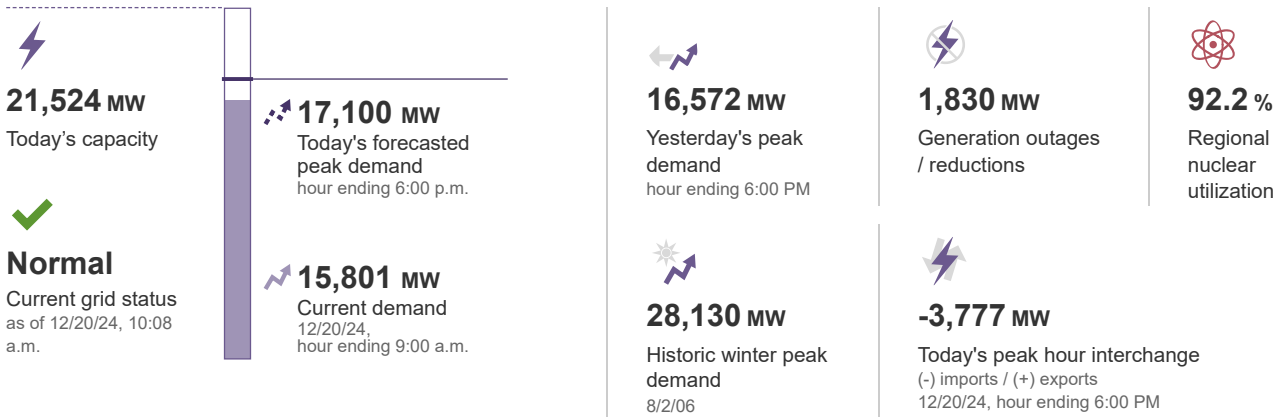 21,524 MW
Today's capacity
Normal
Current grid status
as of 12/20/24, 10:08
a.m.
17,100 MW
Today's forecasted
peak demand
hour ending 6:00 p.m.
15,801 MW
Current demand
12/20/24,
hour ending 9:00 a.m.
16,572 MW
Yesterday's peak
demand
hour ending 6:00 PM
1,830 MW
Generation outages
/ reductions
92.2 %
Regional
nuclear
utilization
28,130 MW
Historic winter peak
demand
8/2/06
-3,777 MW
Today's peak hour interchange
(-) imports / (+) exports
12/20/24, hour ending 6:00 PM